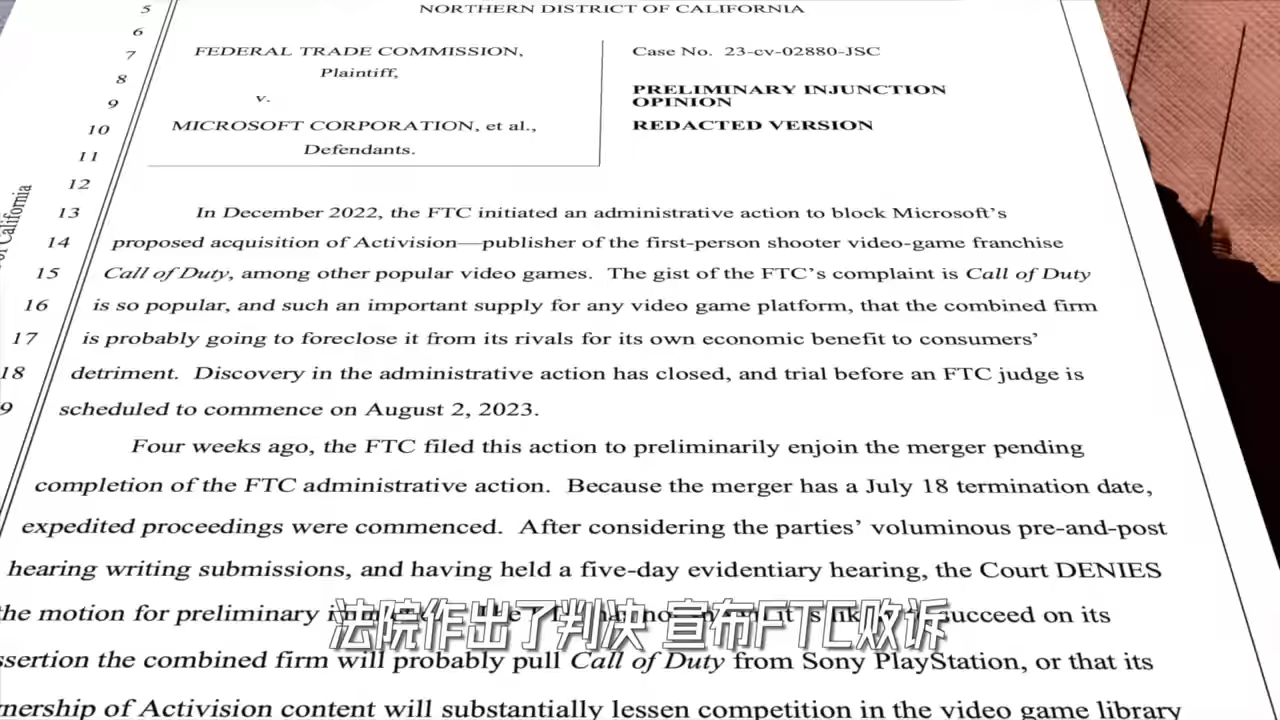 5 NORTHERN DISTRICT OF CALIFORNIA
6
7 FEDERAL TRADE COMMISSION,
8 Plaintiff,
9 v.
10 MICROSOFT CORPORATION, et al.,
11 Defendants.
Case No. 23-cv-02880-JSC
PRELIMINARY INJUNCTION
OPINION
REDACTED VERSION
12
13 In December 2022, the FTC initiated an administrative action to block Microsoft's
14 proposed acquisition of Activision—publisher of the first-person shooter video-game franchise
15 Call of Duty, among other popular video games. The gist of the FTC's complaint is Call of Duty
16 is so popular, and such an important supply for any video game platform, that the combined firm
17 is probably going to foreclose it from its rivals for its own economic benefit to consumers'
18 detriment. Discovery in the administrative action has closed, and trial before an FTC judge is
9 scheduled to commence on August 2, 2023.
Four weeks ago, the FTC filed this action to preliminarily enjoin the merger pending
completion of the FTC administrative action. Because the merger has a July 18 termination date,
expedited proceedings were commenced. After considering the parties' voluminous pre-and-post
hearing writing submissions, and having held a five-day evidentiary hearing, the Court DENIES
the motion for preliminary succeed on its
ssertion the combined firm will probably pull Call of Duty from Sony PlayStation, or that its
nership of Activision content will substantially lessen competition in the video game library
California
法院作出了判决 宣布FTC败诉